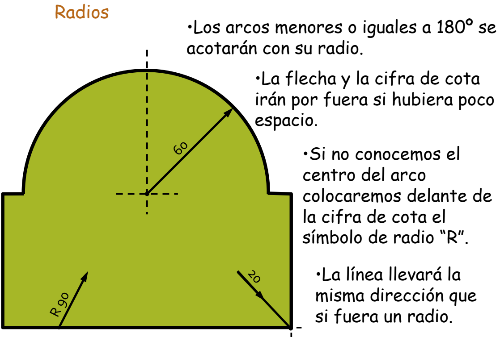 Radios
•Los arcos menores o iguales a 180º se
acotarán con su radio.
•La flecha y la cifra de cota
irán por fuera si hubiera poco
espacio.
•Si no conocemos el
centro del arco
colocaremos delante de
la cifra de cota el
símbolo de radio “R”.
•La línea llevará la
misma dirección que
si fuera un radio.
60
R 90
20